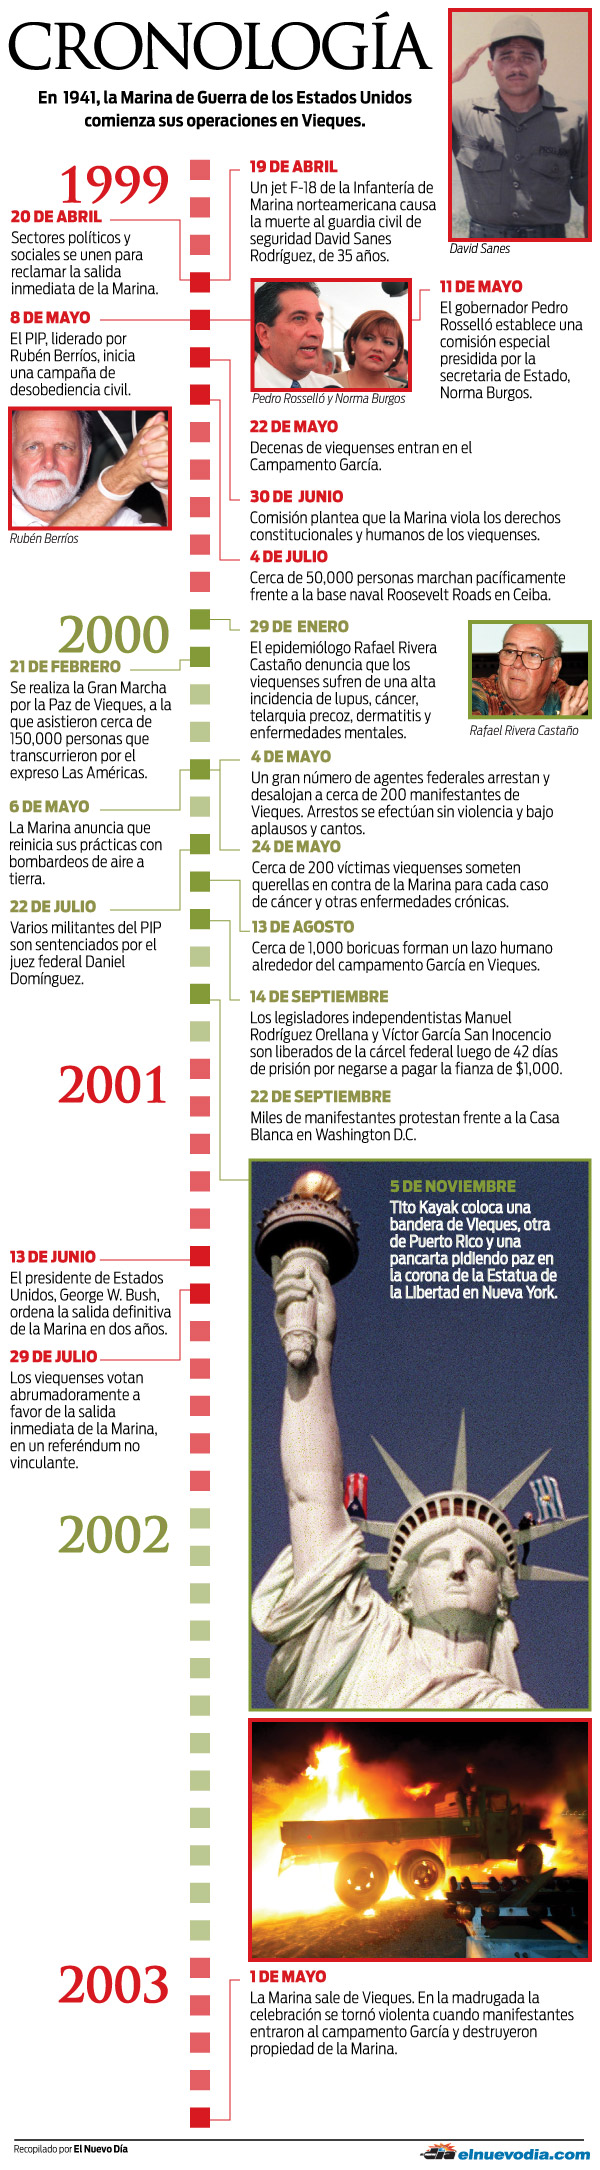 CRONOLOGÍA
En 1941, la Marina de Guerra de los Estados Unidos
comienza sus operaciones en Vieques.
David Sanes
1999
19 DE ABRIL
Un jet F-18 de la Infantería de
Marina norteamericana causa
la muerte al guardia civil de
seguridad David Sanes
Rodríguez, de 35 años.
20 DE ABRIL
Sectores políticos y
sociales se unen para
reclamar la salida
inmediata de la Marina.
8 DE MAYO
El PIP, liderado por
Rubén Berríos, inicia
una campaña de
desobediencia civil.
Rubén Berríos
Pedro Rosselló y Norma Burgos
11 DE MAYO
El gobernador Pedro
Rosselló establece una
comisión especial
presidida por la
secretaria de Estado,
Norma Burgos.
22 DE MAYO
Decenas de viequenses entran en el
Campamento García.
30 DE JUNIO
Comisión plantea que la Marina viola los derechos
constitucionales y humanos de los viequenses.
4 DE JULIO
Cerca de 50,000 personas marchan pacíficamente
frente a la base naval Roosevelt Roads en Ceiba.
2000
29 DE ENERO
El epidemiólogo Rafael Rivera
Castaño denuncia que los
viequenses sufren de una alta
incidencia de lupus, cáncer,
telarquia precoz, dermatitis y
enfermedades mentales.
Rafael Rivera Castaño
21 DE FEBRERO
Se realiza la Gran Marcha
por la Paz de Vieques, a la
que asistieron cerca de
150,000 personas que
transcurrieron por el
expreso Las Américas.
4 DE MAYO
Un gran número de agentes federales arrestan y
desalojan a cerca de 200 manifestantes de
Vieques. Arrestos se efectúan sin violencia y bajo
aplausos y cantos.
6 DE MAYO
La Marina anuncia que
reinicia sus prácticas con
bombardeos de aire a
tierra.
24 DE MAYO
Cerca de 200 víctimas viequenses someten
querellas en contra de la Marina para cada caso
de cáncer y otras enfermedades crónicas.
22 DE JULIO
Varios militantes del PIP
son sentenciados por el
juez federal Daniel
Domínguez.
13 DE AGOSTO
Cerca de 1,000 boricuas forman un lazo humano
alrededor del campamento García en Vieques.
14 DE SEPTIEMBRE
Los legisladores independentistas Manuel
Rodríguez Orellana y Víctor García San Inocencio
son liberados de la cárcel federal luego de 42 días
de prisión por negarse a pagar la fianza de $1,000.
22 DE SEPTIEMBRE
Miles de manifestantes protestan frente a la Casa
Blanca en Washington D.C.
5 DE NOVIEMBRE
Tito Kayak coloca una
bandera de Vieques, otra
de Puerto Rico y una
pancarta pidiendo paz en
la corona de la Estatua de
la Libertad en Nueva York.
2001
13 DE JUNIO
El presidente de Estados
Unidos, George W. Bush,
ordena la salida definitiva
de la Marina en dos años.
29 DE JULIO
Los viequenses votan
abrumadoramente a
favor de la salida
inmediata de la Marina,
en un referéndum no
vinculante.
2002
2003
1 DE MAYO
La Marina sale de Vieques. En la madrugada la
celebración se tornó violenta cuando manifestantes
entraron al campamento García y destruyeron
propiedad de la Marina.
Recopilado por El Nuevo Día
elnuevodia.com